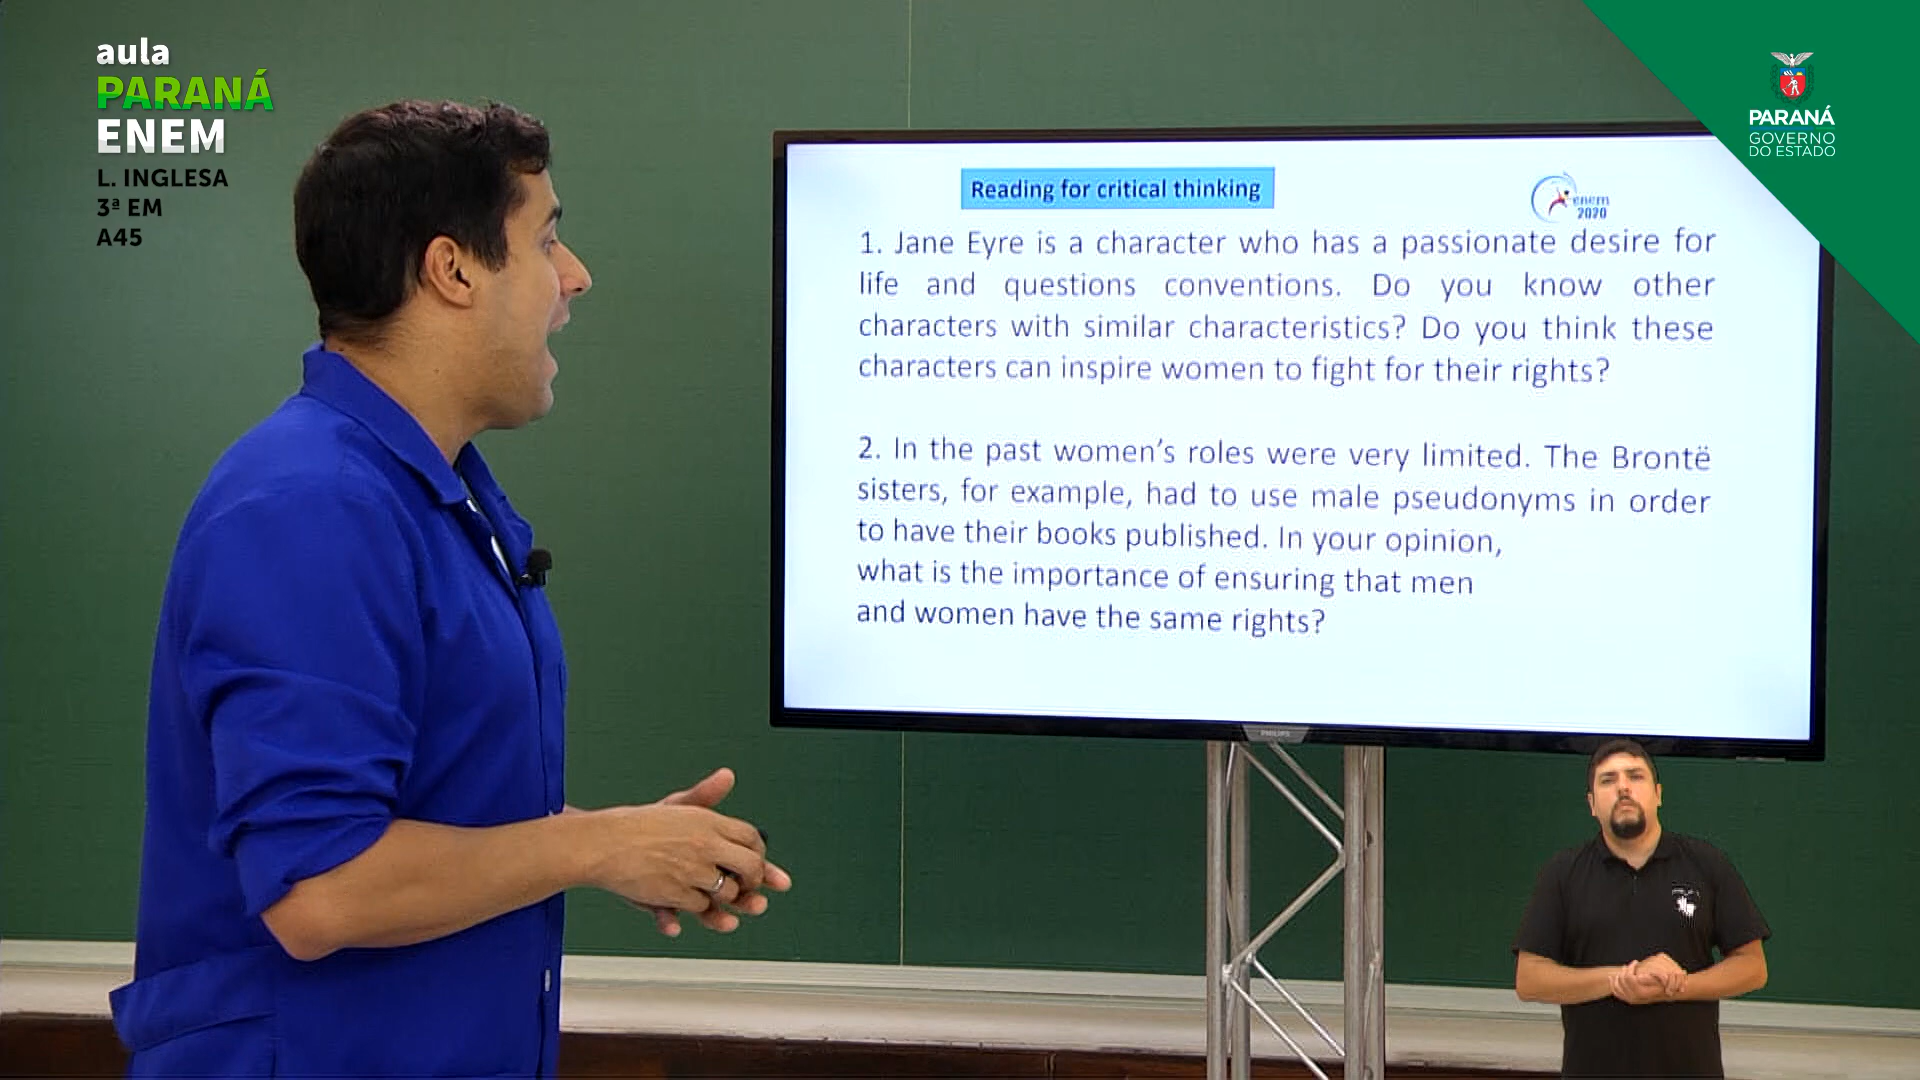 aula
PARANÁ
ENEM
L. INGLESA
3ª EM
A45
PARANÁ
GOVERNO
DO ESTADO
Reading for critical thinking
enem
2020
1. Jane Eyre is a character who has a passionate desire for
life and questions conventions. Do you know other
characters with similar characteristics? Do you think these
characters can inspire women to fight for their rights?
2. In the past women's roles were very limited. The Brontë
sisters, for example, had to use male pseudonyms in order
to have their books published. In your opinion,
what is the importance of ensuring that men
and women have the same rights?
PHILIPS